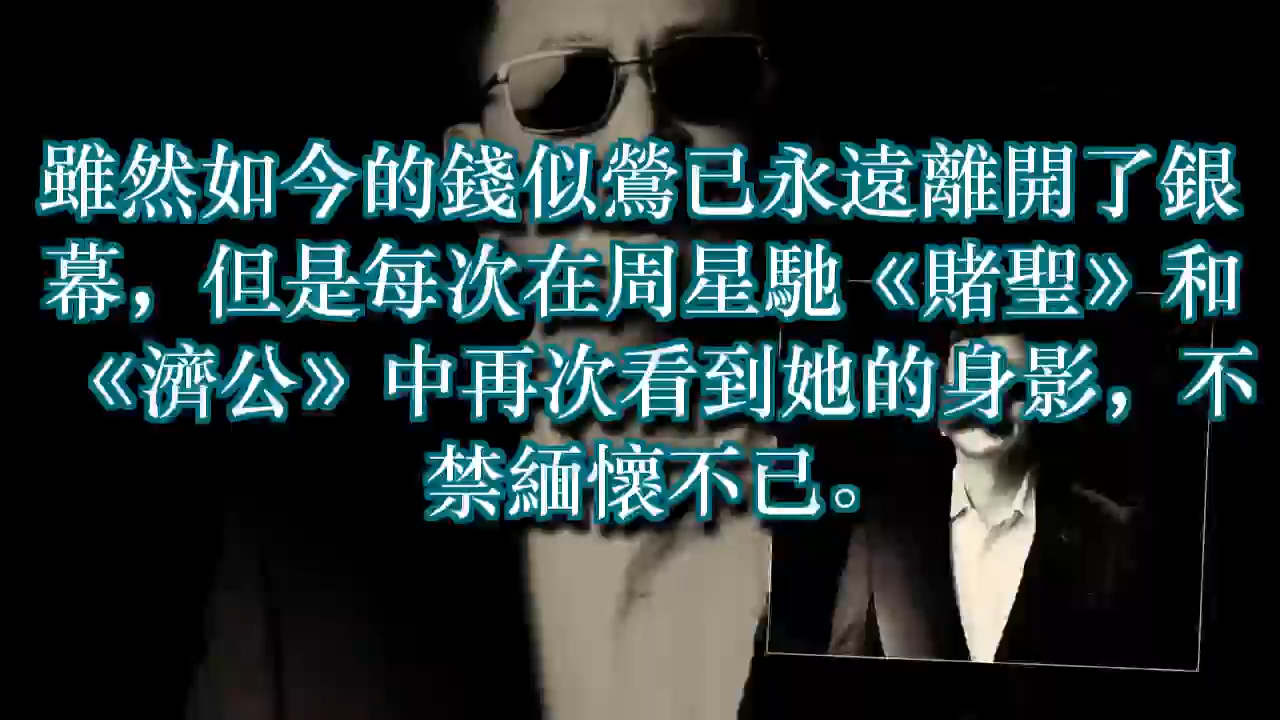 雖然如今的錢似鶯已永遠離開了銀
幕，但是每次在周星馳《賭聖》和
《濟公》中再次看到她的身影，不
禁緬懷不已。